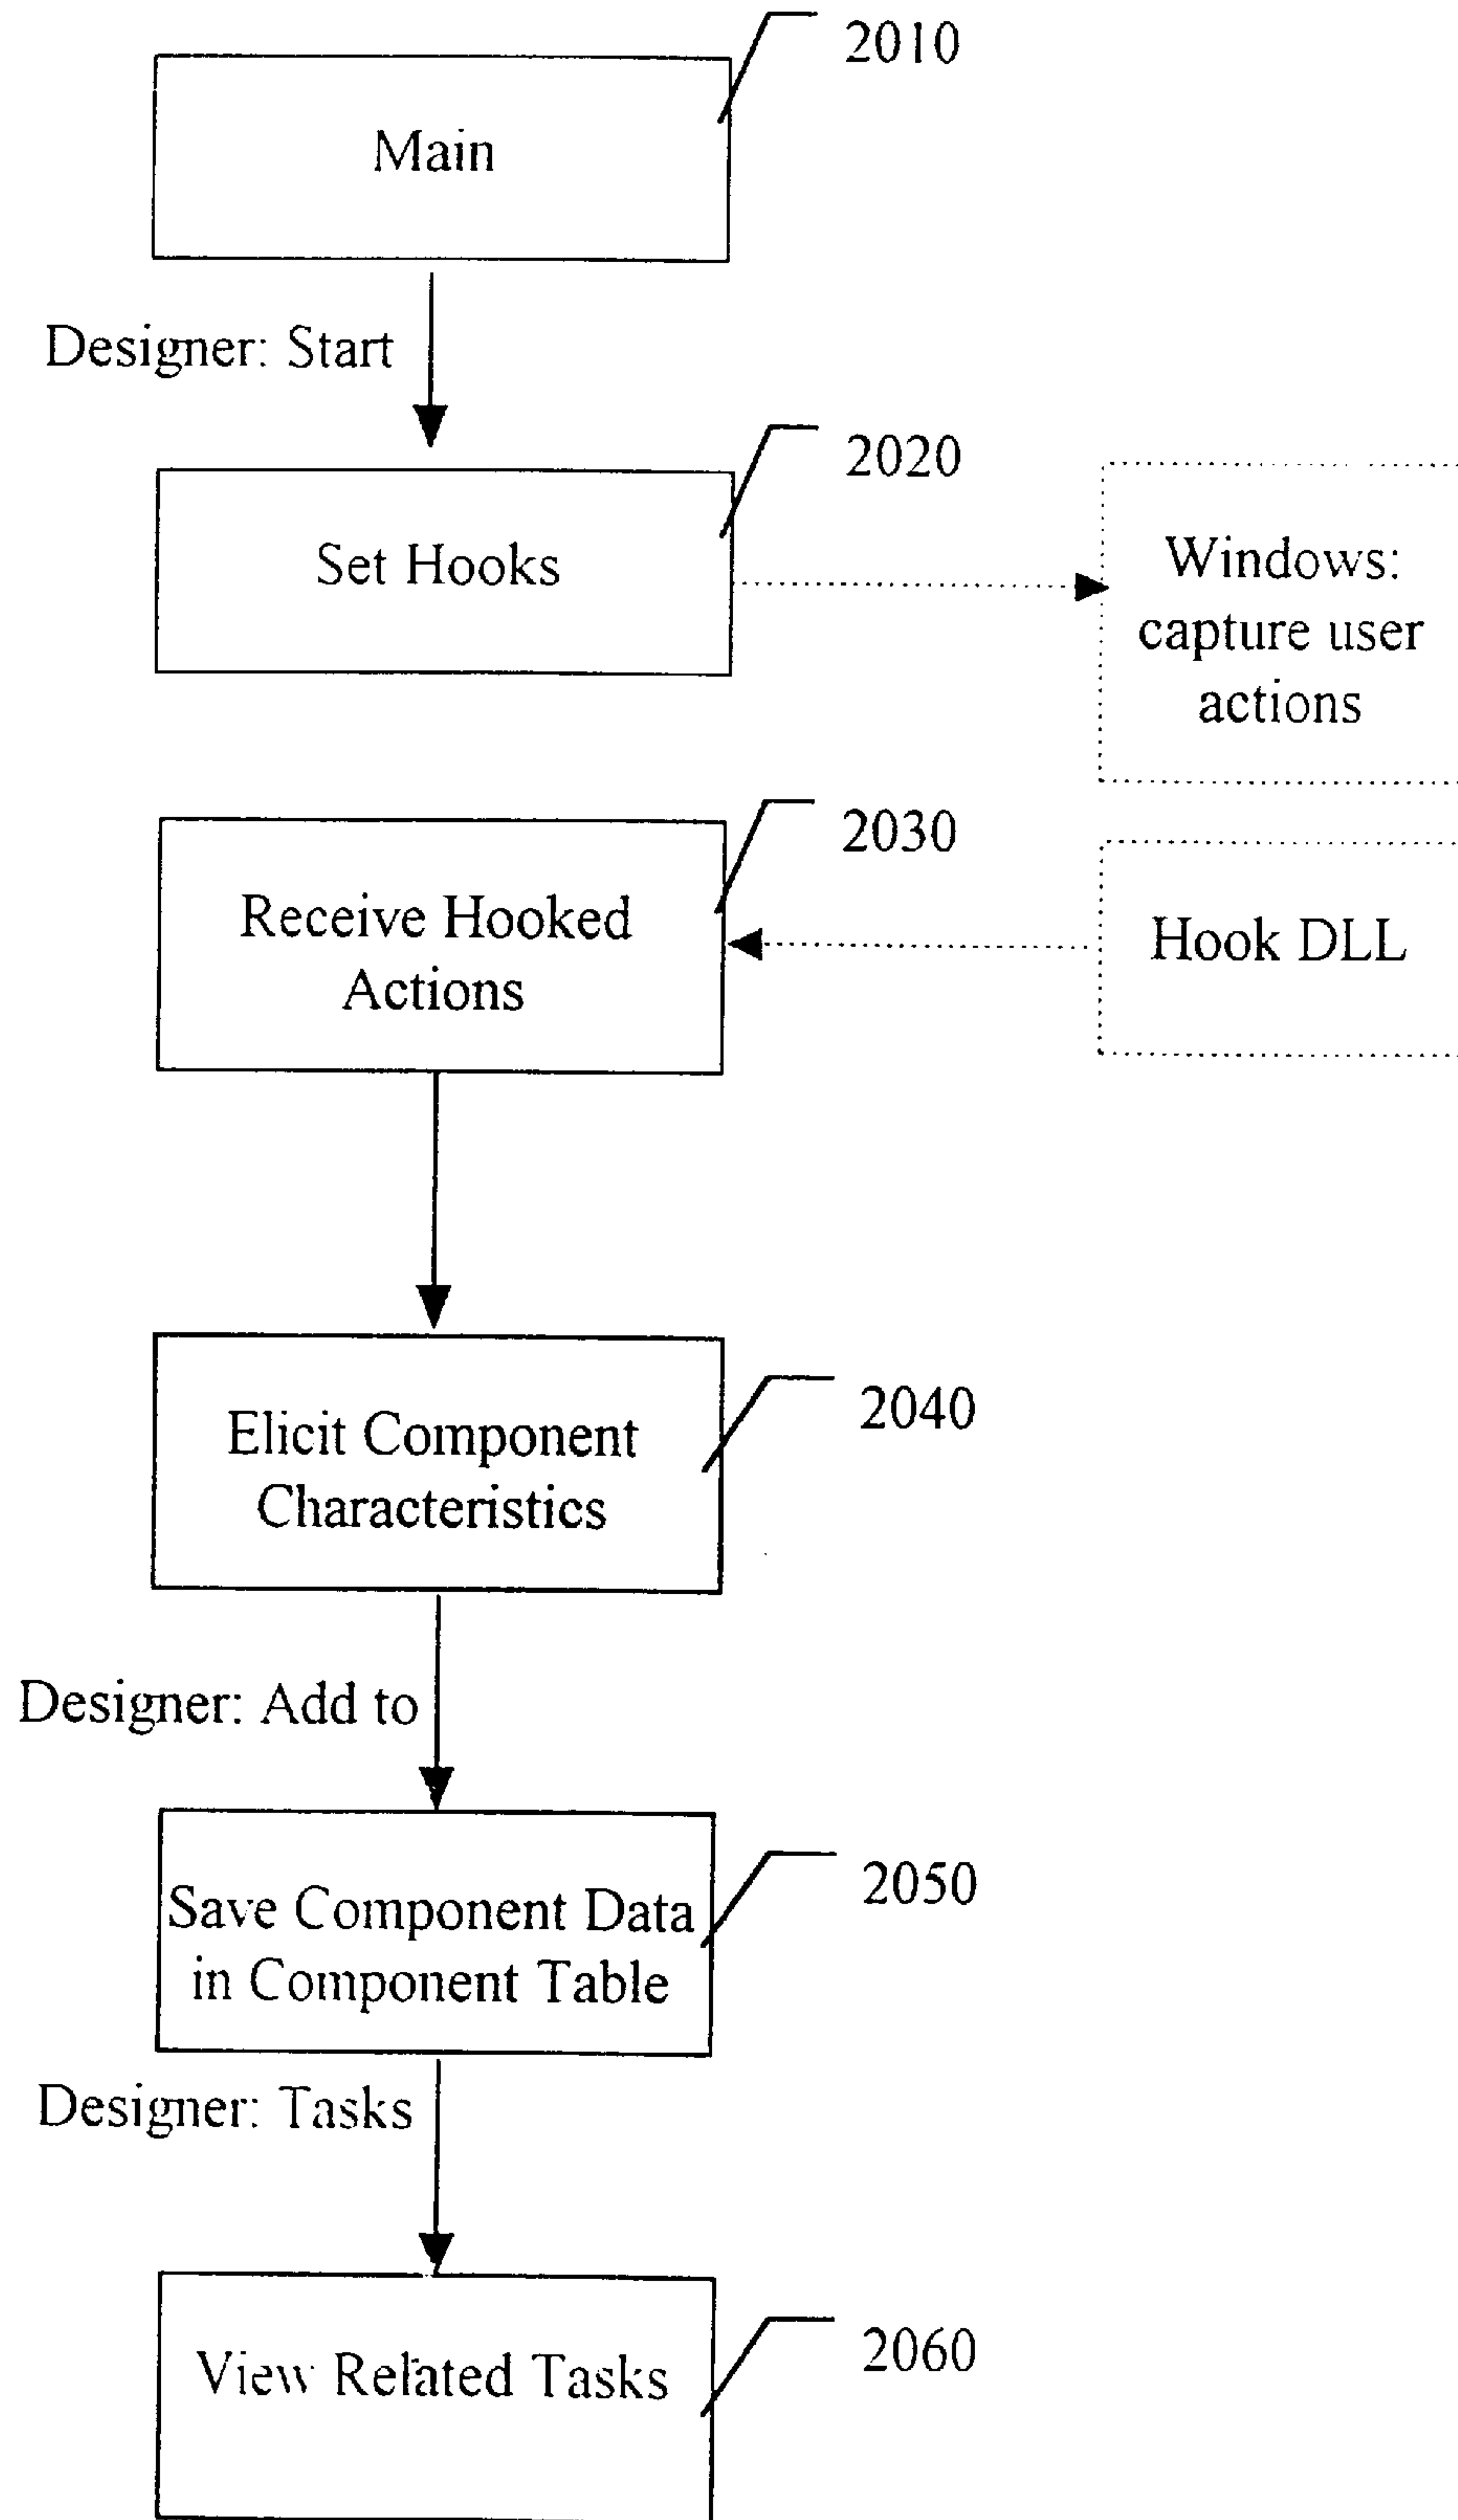 2010
Main
Designer: Start
2020
Set Hooks
Windows:
capture user
actions
2030
Receive Hooked
Actions
Hook DLL
2040
Elicit Component
Characteristics
Designer: Add to
2050
Save Component Data
in Component Table
Designer: Tasks
2060
View Related Tasks